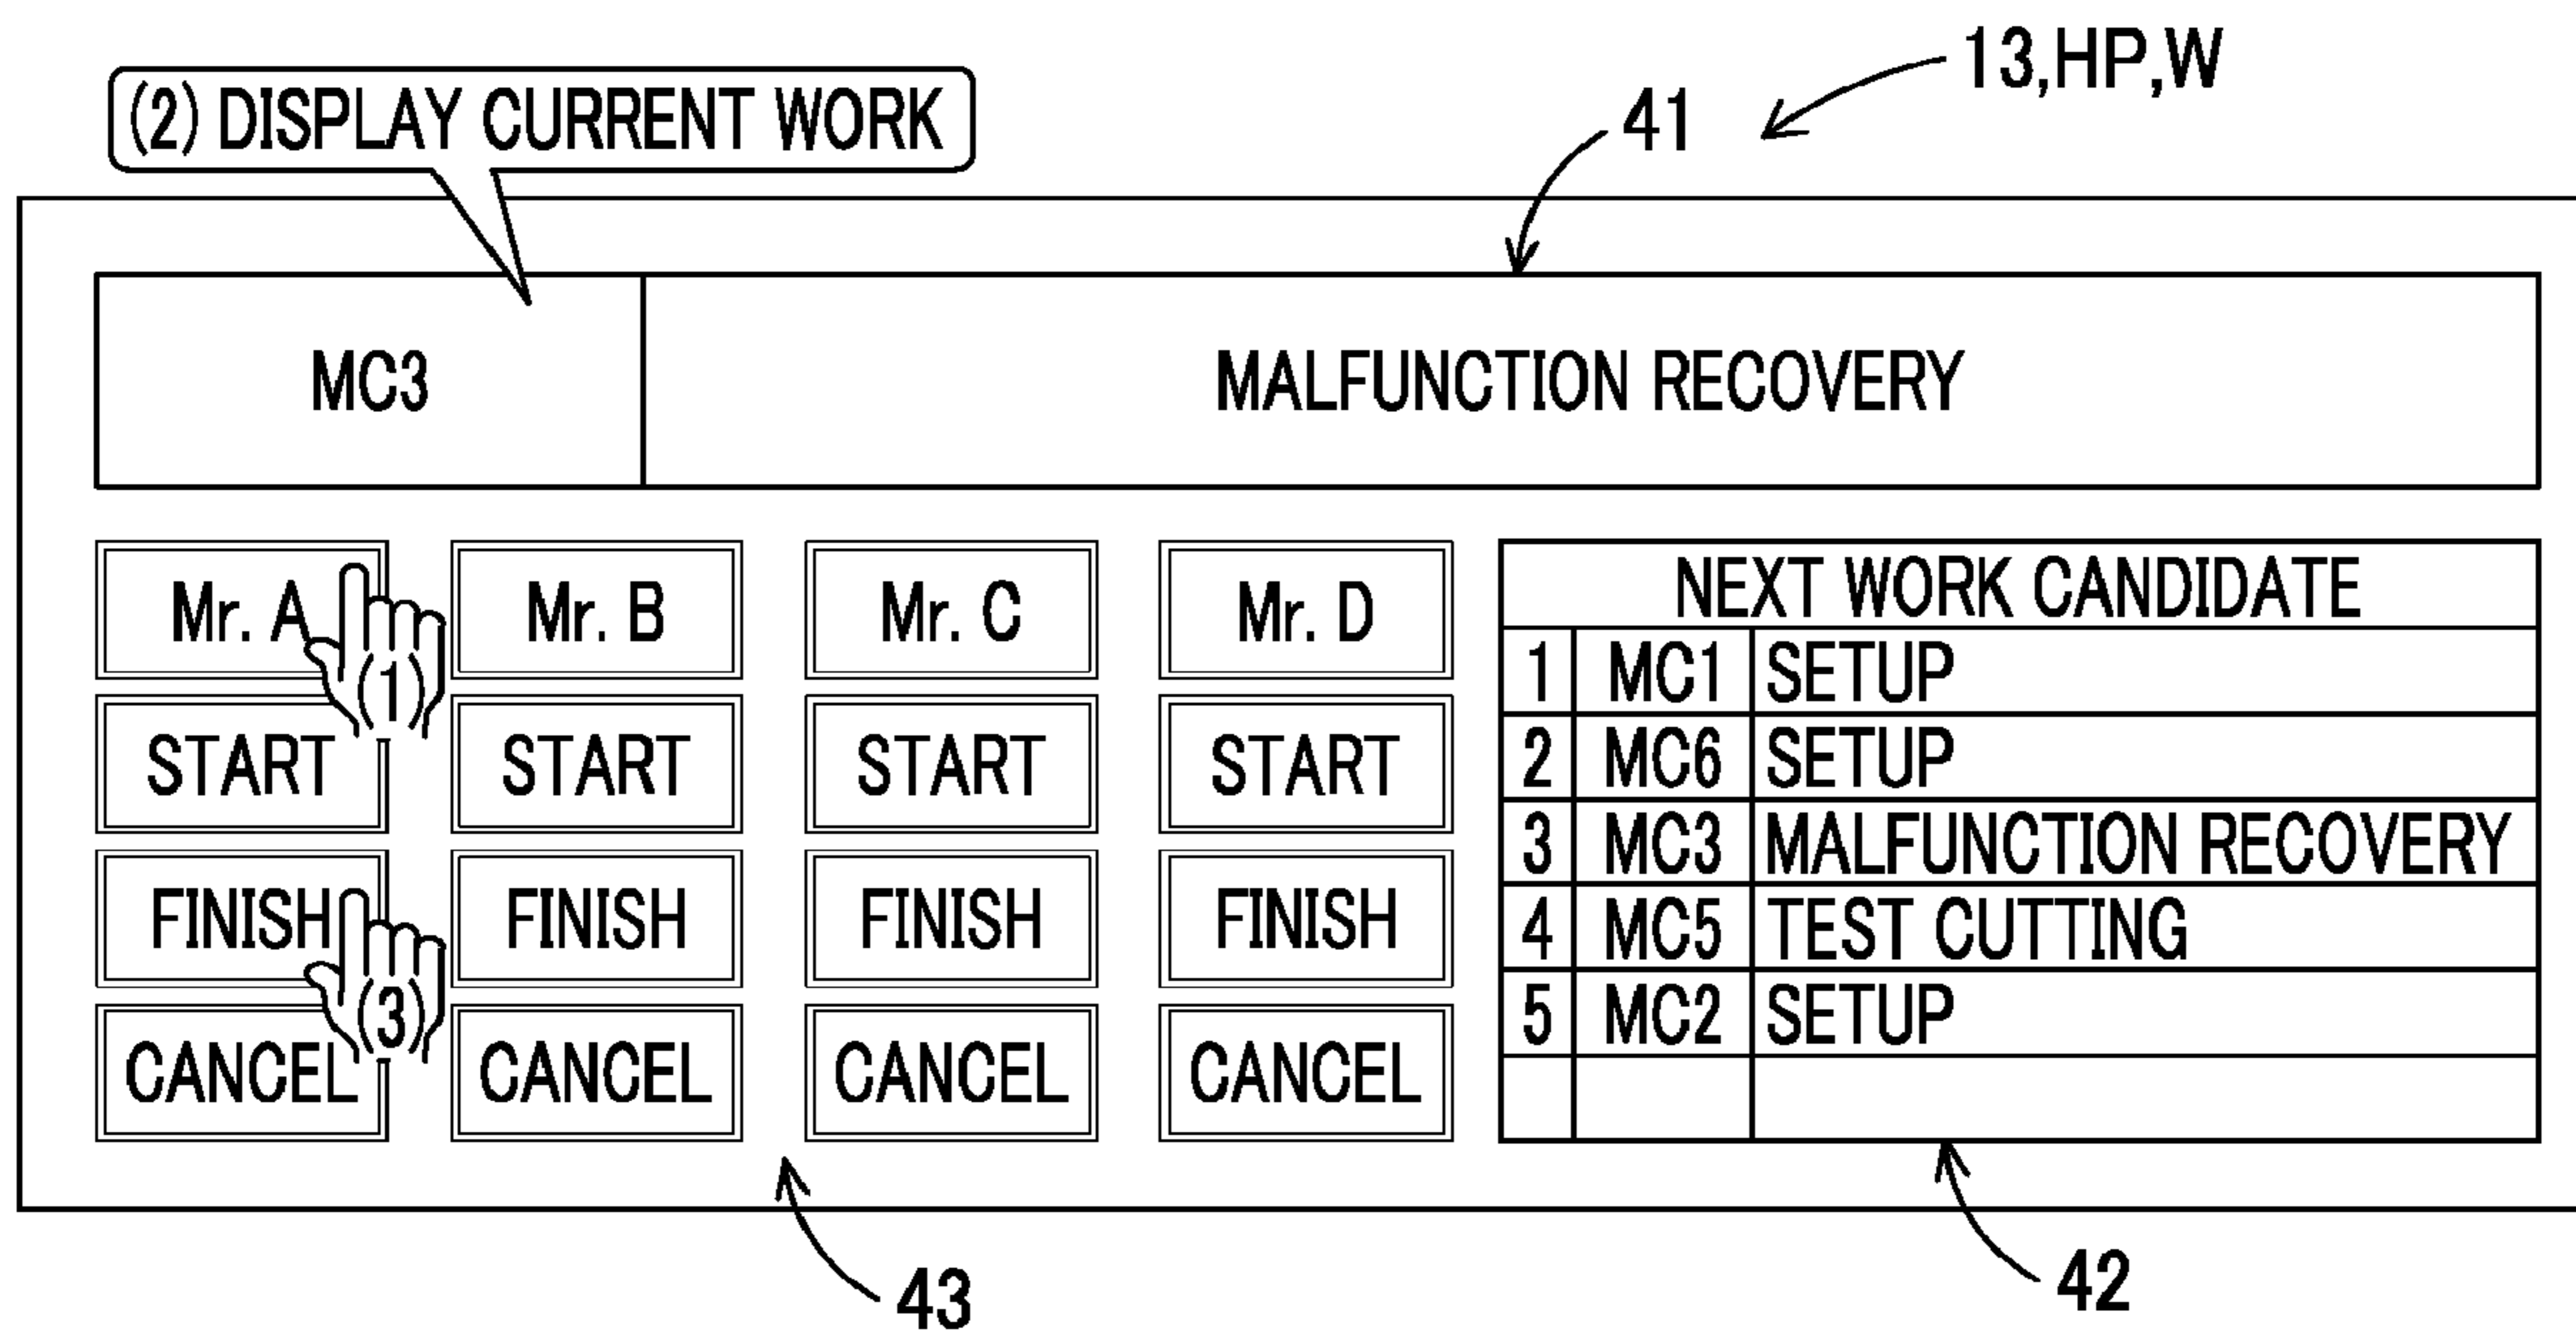 13,HP,W
(2) DISPLAY CURRENT WORK
41
MC3 MALFUNCTION RECOVERY
Mr. A Mr. B Mr. C Mr. D
(1)
START START START START
FINISH FINISH FINISH FINISH
(3)
CANCEL CANCEL CANCEL CANCEL
NEXT WORK CANDIDATE
1 MC1 SETUP
2 MC6 SETUP
3 MC3 MALFUNCTION RECOVERY
4 MC5 TEST CUTTING
5 MC2 SETUP
43
42